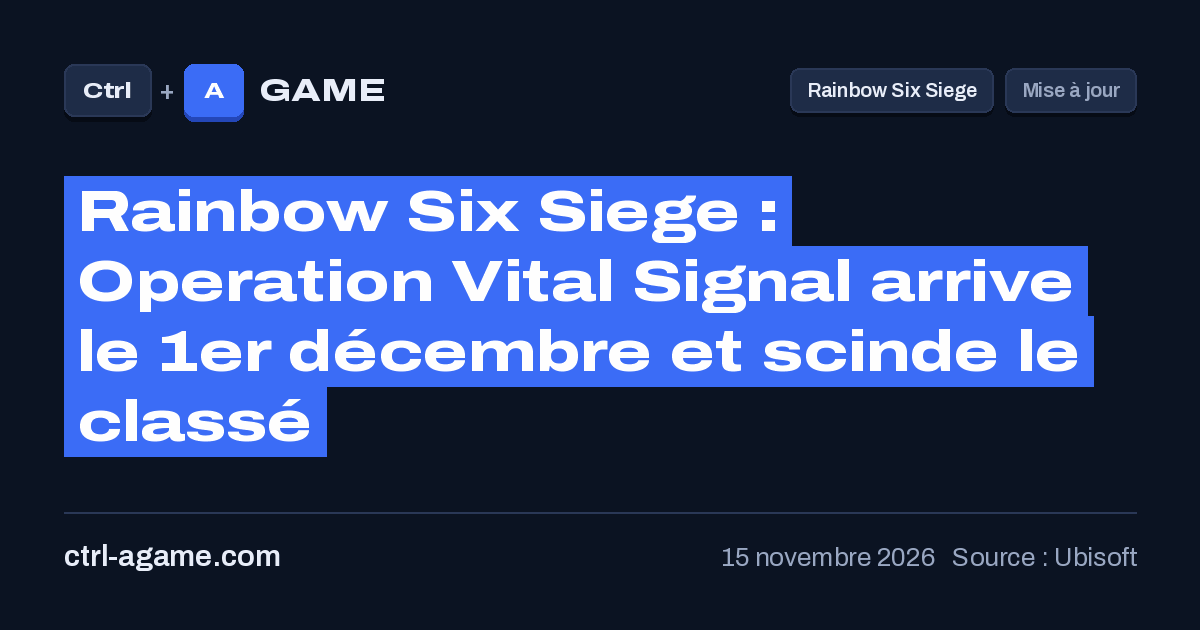 Ctrl + A GAME
Rainbow Six Siege
Mise à jour
Rainbow Six Siege :
Operation Vital Signal arrive
le 1er décembre et scinde le
classé
ctrl-agame.com
15 novembre 2026 Source : Ubisoft